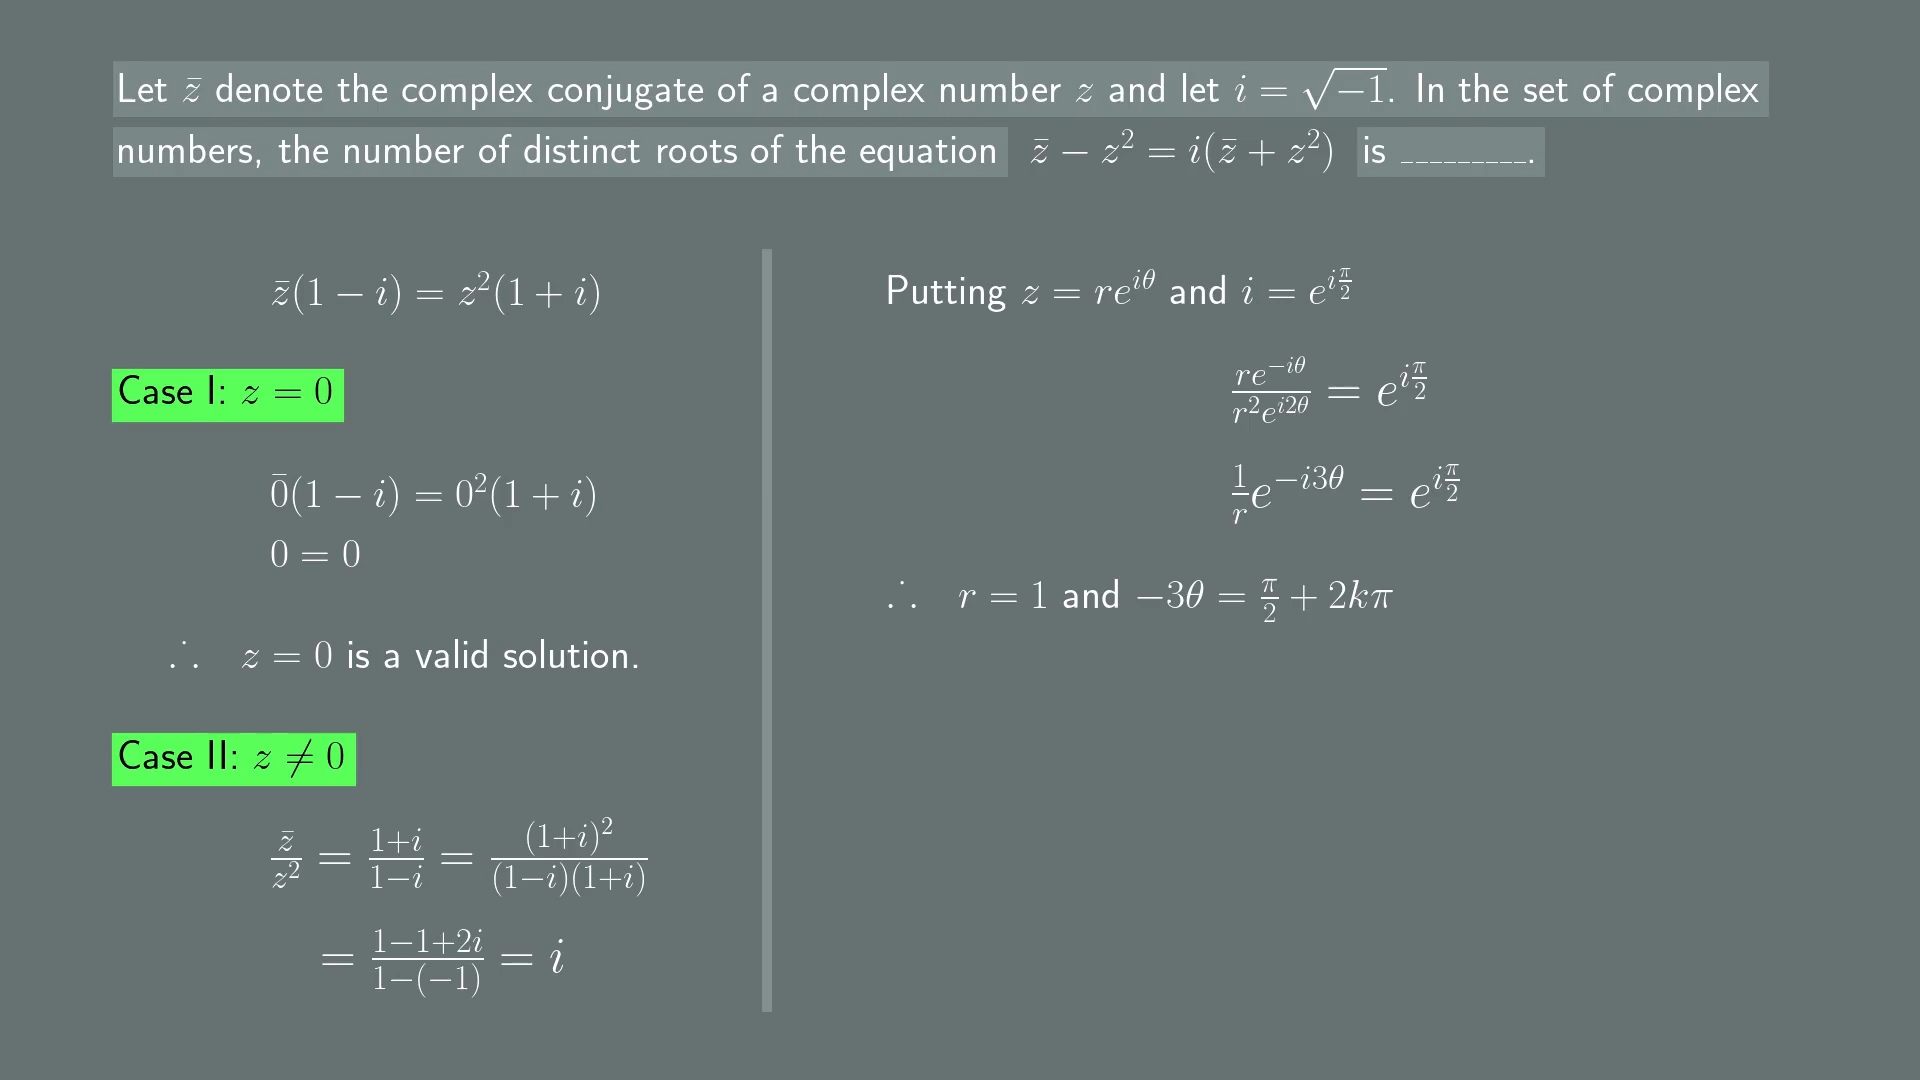 Let z̄ denote the complex conjugate of a complex number z and let i = √−1. In the set of complex
numbers, the number of distinct roots of the equation z̄ − z² = i(z̄ + z²) is _________.
z̄(1 − i) = z²(1 + i)
Case I: z = 0
0̄(1 − i) = 0²(1 + i)
0 = 0
∴ z = 0 is a valid solution.
Case II: z ≠ 0
z̄/z² = (1+i)/(1−i) = (1+i)²/((1−i)(1+i))
= (1−1+2i)/(1−(−1)) = i
Putting z = re^{iθ} and i = e^{iπ/2}
re^{−iθ}/(r²e^{i2θ}) = e^{iπ/2}
(1/r)e^{−i3θ} = e^{iπ/2}
∴ r = 1 and −3θ = π/2 + 2kπ